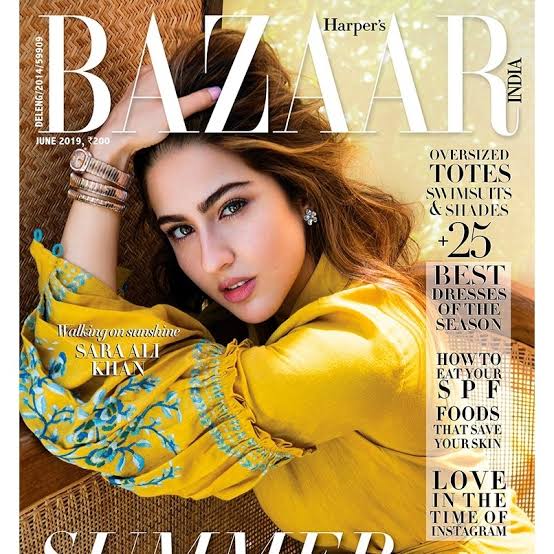 Harper's
BAZAAR
INDIA
DELENG/2014/59909
JUNE 2019, ₹200
OVERSIZED
TOTES
SWIMSUITS
& SHADES
+25
BEST
DRESSES
OF THE
SEASON
Walking on sunshine
SARA ALI
KHAN
HOW TO
EAT YOUR
SPF
FOODS
THAT SAVE
YOUR SKIN
LOVE
IN THE
TIME OF
INSTAGRAM
SUMMER